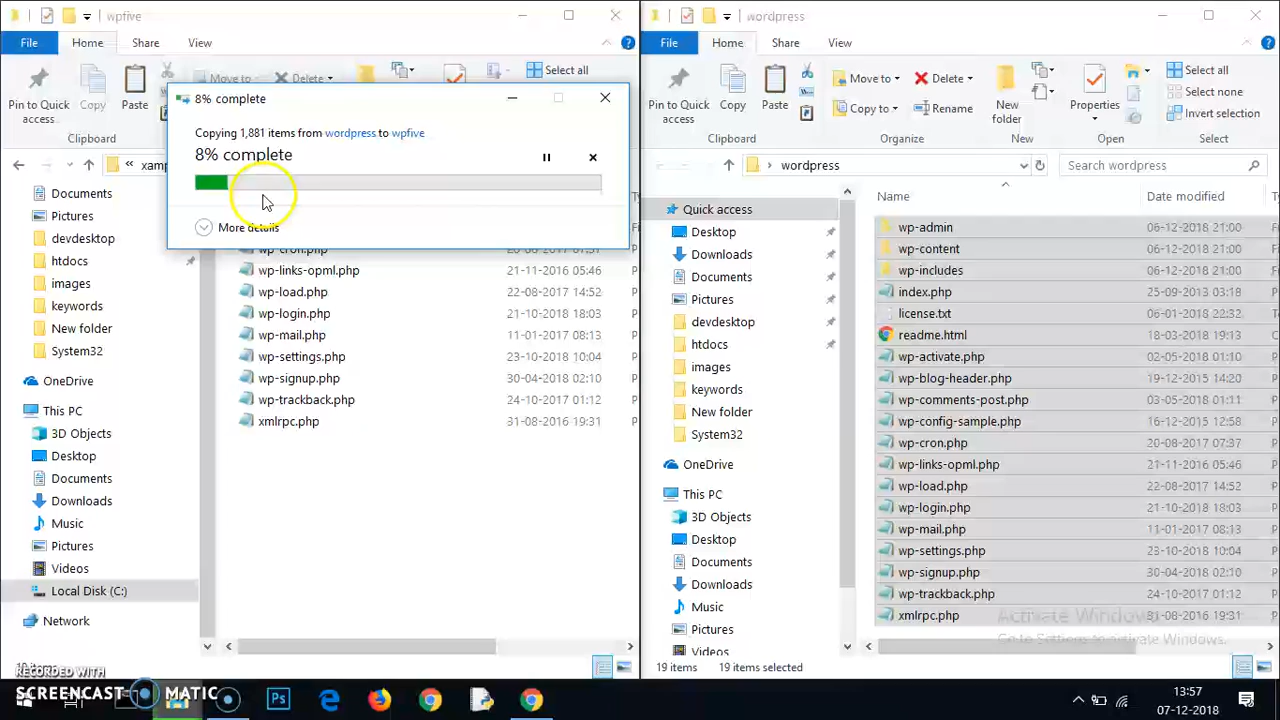 wpfive
File
Home
Share
View
Pin to Quick
Access
Copy
Paste
Move to
Delete
Select all
Clipboard
8% complete
Copying 1,881 items from wordpress to wpfive
8% complete
More details
Documents
Pictures
devdesktop
htdocs
images
keywords
New folder
System32
OneDrive
This PC
3D Objects
Desktop
Documents
Downloads
Music
Pictures
Videos
Local Disk (C:)
Network
wp-cron.php
wp-links-opml.php 21-11-2016 05:46
wp-load.php 22-08-2017 14:52
wp-login.php 21-10-2018 18:03
wp-mail.php 11-01-2017 08:13
wp-settings.php 23-10-2018 10:04
wp-signup.php 30-04-2018 02:10
wp-trackback.php 24-10-2017 01:12
xmlrpc.php 31-08-2016 19:31
wordpress
File
Home
Share
View
Pin to Quick
access
Copy
Paste
Move to
Copy to
Delete
Rename
New
folder
Properties
Open
Select all
Select none
Invert selection
Clipboard
Organize
New
Open
Select
wordpress
Search wordpress
Quick access
Desktop
Downloads
Documents
Pictures
devdesktop
htdocs
images
keywords
New folder
System32
OneDrive
This PC
3D Objects
Desktop
Documents
Downloads
Music
Pictures
Videos
Name
Date modified
wp-admin 06-12-2018 21:00
wp-content 06-12-2018 21:00
wp-includes 06-12-2018 21:00
index.php 25-09-2013 03:18
license.txt 06-01-2018 22:32
readme.html 18-03-2018 19:13
wp-activate.php 02-05-2018 01:10
wp-blog-header.php 19-12-2015 14:20
wp-comments-post.php 03-05-2018 01:11
wp-config-sample.php 16-12-2015 12:58
wp-cron.php 20-08-2017 07:37
wp-links-opml.php 21-11-2016 05:46
wp-load.php 22-08-2017 14:52
wp-login.php 21-10-2018 18:03
wp-mail.php 11-01-2017 08:13
wp-settings.php 23-10-2018 10:04
wp-signup.php 30-04-2018 02:10
wp-trackback.php 24-10-2017 01:12
xmlrpc.php 31-08-2016 19:31
Activate Windows
Go to Settings to activate Windows.
19 items
19 items selected
RECORDED WITH
SCREENCAST MATIC
13:57
07-12-2018